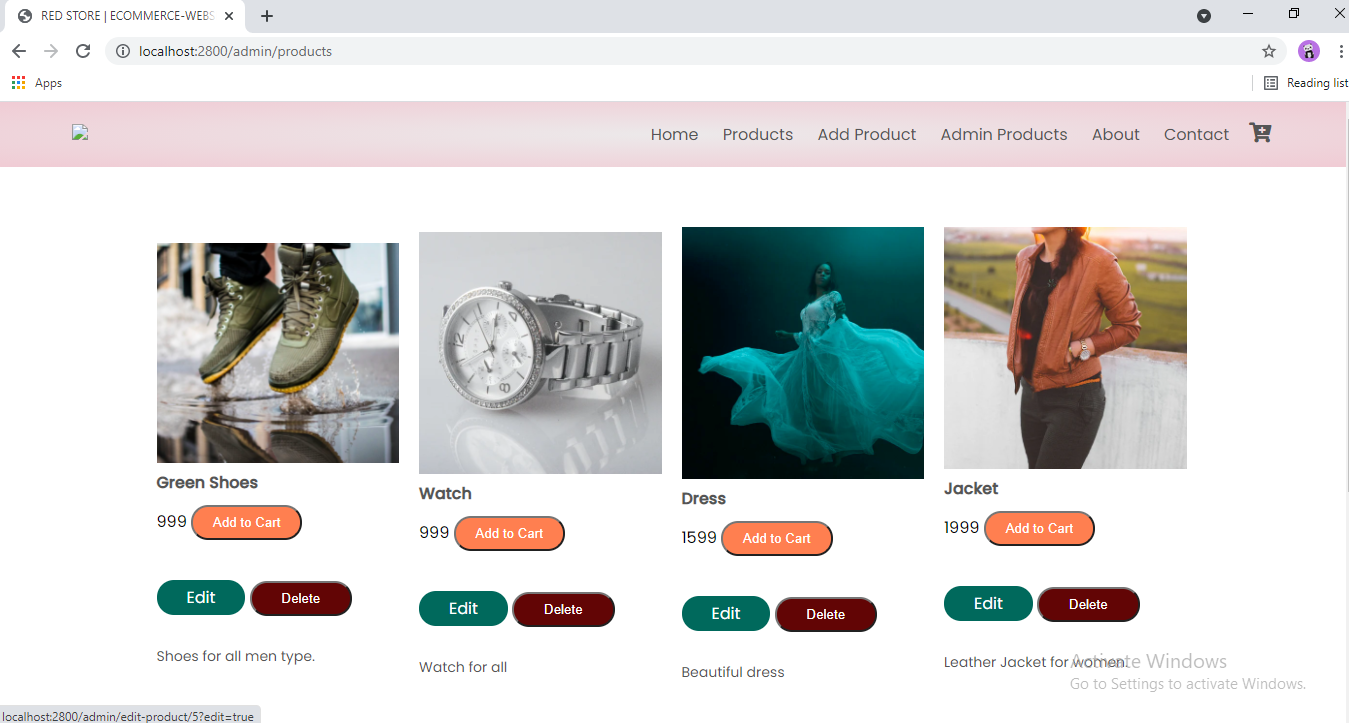 RED STORE | ECOMMERCE-WEBS
localhost:2800/admin/products
Apps
Reading list
Home Products Add Product Admin Products About Contact
Green Shoes
999 Add to Cart
Edit Delete
Shoes for all men type.
Watch
999 Add to Cart
Edit Delete
Watch for all
Dress
1599 Add to Cart
Edit Delete
Beautiful dress
Jacket
1999 Add to Cart
Edit Delete
Leather Jacket for women.
Activate Windows
Go to Settings to activate Windows.
localhost:2800/admin/edit-product/5?edit=true